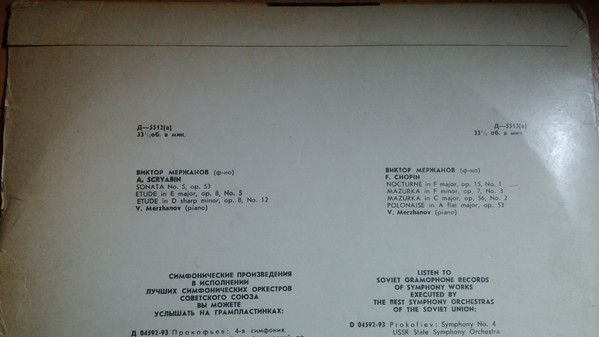 Д—5512(а)
33⅓ об. в мин.
ВИКТОР МЕРЖАНОВ (ф-но)
A. SCRYABIN
SONATA No. 5, op. 53
ETUDE in E major, op. 8, No. 5
ETUDE in D sharp minor, op. 8, No. 12
V. Merzhanov (piano)
Д—5513(а)
33⅓ об. в мин.
ВИКТОР МЕРЖАНОВ (ф-но)
F. CHOPIN
NOCTURNE in F major, op. 15, No. 1
MAZURKA in F minor, op. 7, No. 3
MAZURKA in C major, op. 56, No. 2
POLONAISE in A flat major, op. 53
V. Merzhanov (piano)
СИМФОНИЧЕСКИЕ ПРОИЗВЕДЕНИЯ
В ИСПОЛНЕНИИ
ЛУЧШИХ СИМФОНИЧЕСКИХ ОРКЕСТРОВ
СОВЕТСКОГО СОЮЗА
ВЫ МОЖЕТЕ
УСЛЫШАТЬ НА ГРАМПЛАСТИНКАХ:
Д 04592-93 Прокофьев: 4-я симфония.
LISTEN TO
SOVIET GRAMOPHONE RECORDS
OF SYMPHONY WORKS
EXECUTED BY
THE BEST SYMPHONY ORCHESTRAS
OF THE SOVIET UNION;
D 04592-93 Prokoliev: Symphony No. 4
USSR State Symphony Orchestra